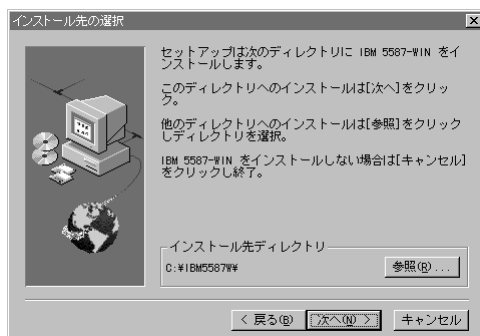 インストール先の選択
セットアップは次のディレクトリに IBM 5587-WIN をイ
ンストールします。
このディレクトリへのインストールは[次へ]をクリッ
ク。
他のディレクトリへのインストールは[参照]をクリック
しディレクトリを選択。
IBM 5587-WIN をインストールしない場合は[キャンセル]
をクリックし終了。
インストール先ディレクトリ
C:¥IBM5587W¥
参照(R)...
< 戻る(B)
次へ(N) >
キャンセル